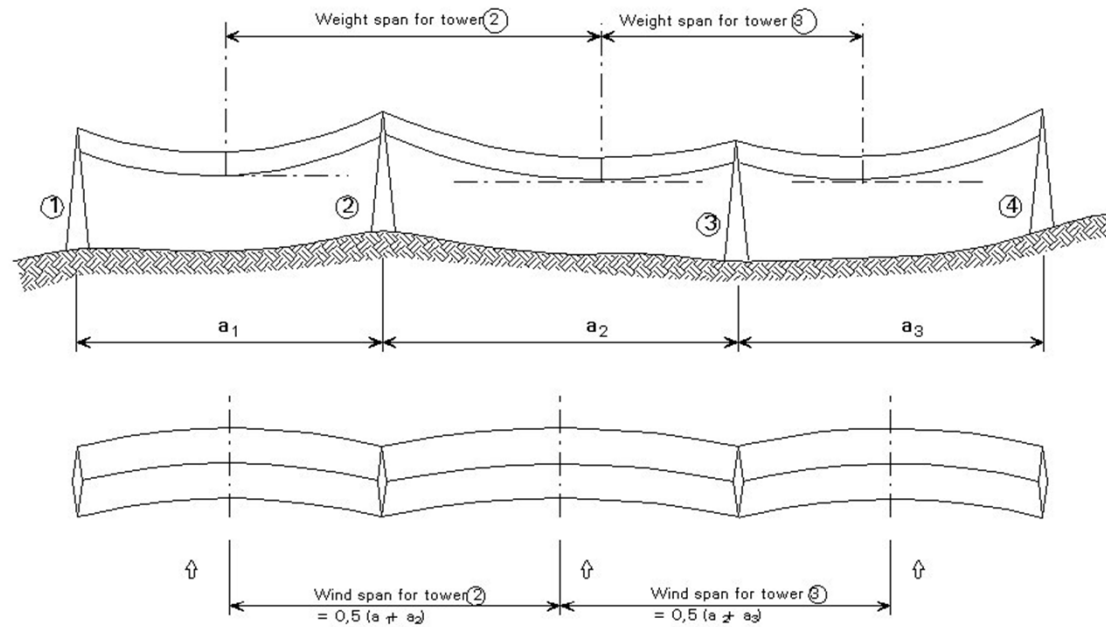 Weight span for tower ②
Weight span for tower ③
①
②
③
④
a₁
a₂
a₃
Wind span for tower ②
= 0,5 (a₁+ a₂)
Wind span for tower ③
= 0,5 (a₂+ a₃)